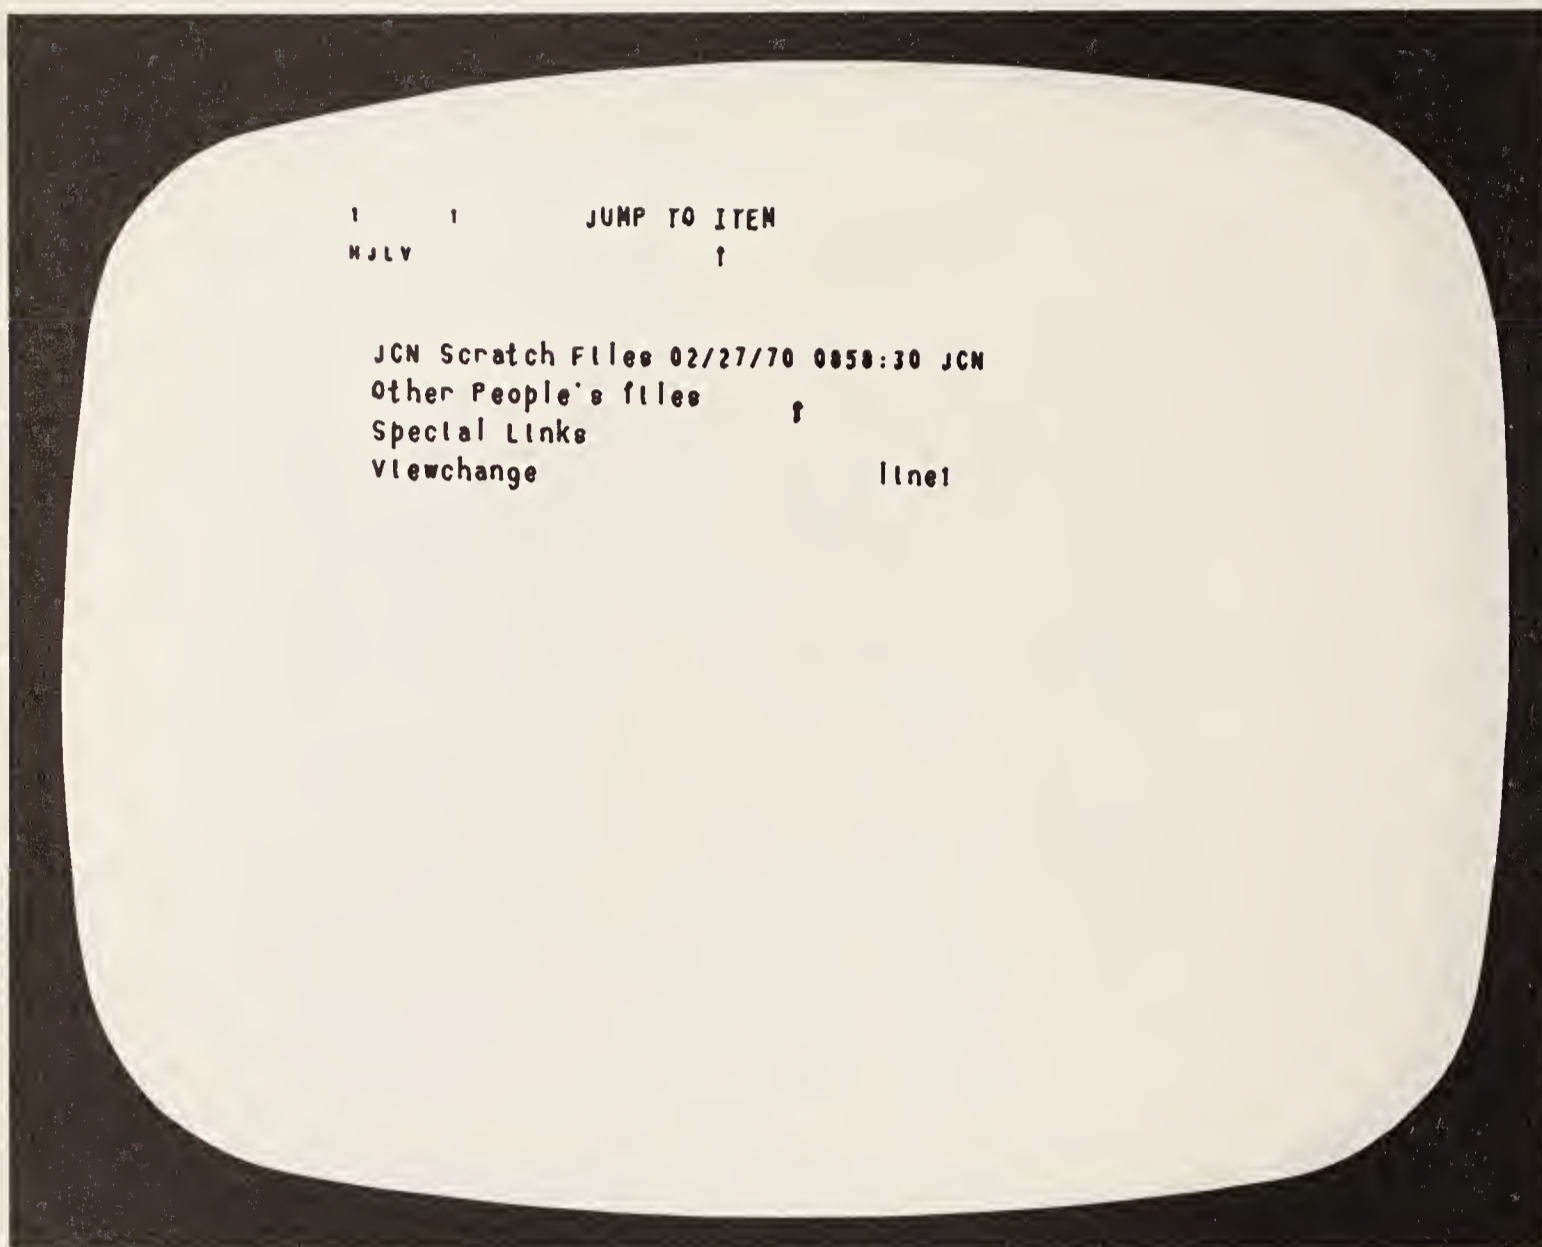 ↑ ↑ JUMP TO ITEM
HJLV ↑
JCN Scratch Files 02/27/70 0858:30 JCN
Other People's files ↑
Special Links
Viewchange line1